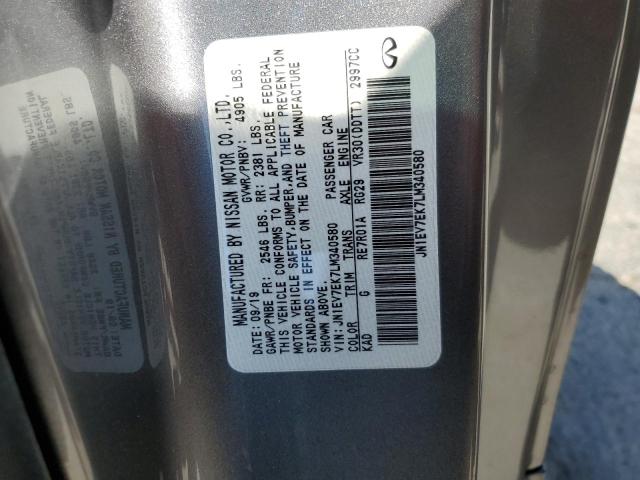 MANUFACTURED BY NISSAN MOTOR CO.,LTD.
09/19 GVWR/PNBV: 4905 LBS.
GAWR/PNBE FR: 2546 LBS. RR: 2381 LBS.
THIS VEHICLE CONFORMS TO ALL APPLICABLE FEDERAL
MOTOR VEHICLE SAFETY,BUMPER,AND THEFT PREVENTION
STANDARDS IN EFFECT ON THE DATE OF MANUFACTURE
SHOWN ABOVE.
VIN: JN1EV7EK7LM340580 PASSENGER CAR
COLOR TRIM TRANS AXLE ENGINE
KAD G RE7R01A RG29 VR30(DDTT) 2997CC
JN1EV7EK7LM340580